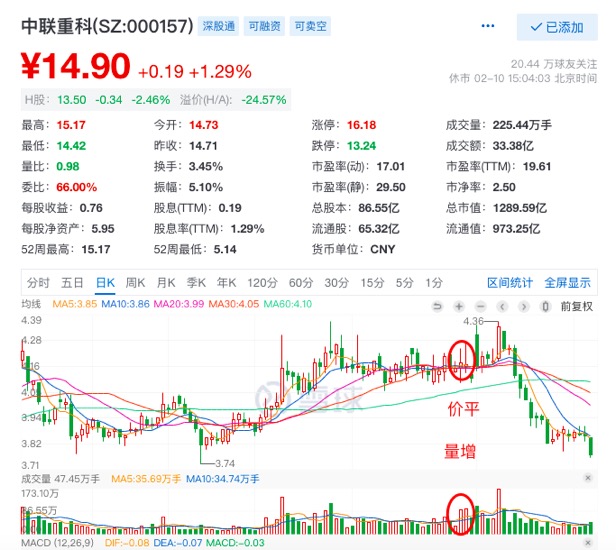 中联重科(SZ:000157) 深股通 可融资 可卖空 ... ✓ 已添加
¥14.90 +0.19 +1.29%
20.44 万球友关注
休市 02-10 15:04:03 北京时间
H股: 13.50 -0.34 -2.46% 溢价(H/A): -24.57%
最高: 15.17 今开: 14.73 涨停: 16.18 成交量: 225.44万手
最低: 14.42 昨收: 14.71 跌停: 13.24 成交额: 33.38亿
量比: 0.98 换手: 3.45% 市盈率(动): 17.01 市盈率(TTM): 19.61
委比: 66.00% 振幅: 5.10% 市盈率(静): 29.50 市净率: 2.50
每股收益: 0.76 股息(TTM): 0.19 总股本: 86.55亿 总市值: 1289.59亿
每股净资产: 5.95 股息率(TTM): 1.29% 流通股: 65.32亿 流通值: 973.25亿
52周最高: 15.17 52周最低: 5.14 货币单位: CNY
分时 五日 日K 周K 月K 季K 年K 120分 60分 30分 15分 5分 1分 区间统计 全屏显示
均线 MA5:3.85 MA10:3.86 MA20:3.99 MA30:4.05 MA60:4.10 前复权
4.39
4.36
4.28
3.94
价平
3.82
量增
3.74
3.71
成交量 47.45万手 MA5:35.69万手 MA10:34.74万手
173.10万
MACD (12,26,9) DIF:-0.08 DEA:-0.07 MACD:-0.03